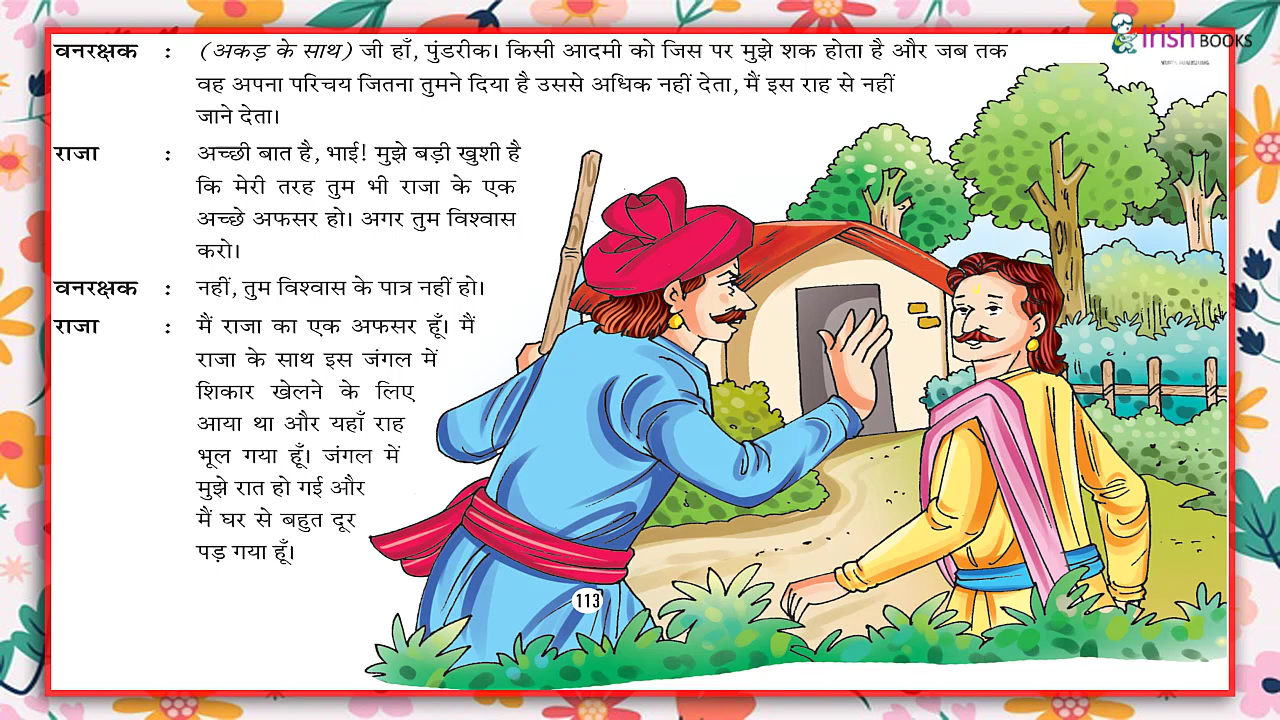 Irish BOOKS
वनरक्षक : (अकड़ के साथ) जी हाँ, पुंडरीक। किसी आदमी को जिस पर मुझे शक होता है और जब तक
वह अपना परिचय जितना तुमने दिया है उससे अधिक नहीं देता, मैं इस राह से नहीं
जाने देता।
राजा : अच्छी बात है, भाई! मुझे बड़ी खुशी है
कि मेरी तरह तुम भी राजा के एक
अच्छे अफसर हो। अगर तुम विश्वास
करो।
वनरक्षक : नहीं, तुम विश्वास के पात्र नहीं हो।
राजा : मैं राजा का एक अफसर हूँ। मैं
राजा के साथ इस जंगल में
शिकार खेलने के लिए
आया था और यहाँ राह
भूल गया हूँ। जंगल में
मुझे रात हो गई और
मैं घर से बहुत दूर
पड़ गया हूँ।
113